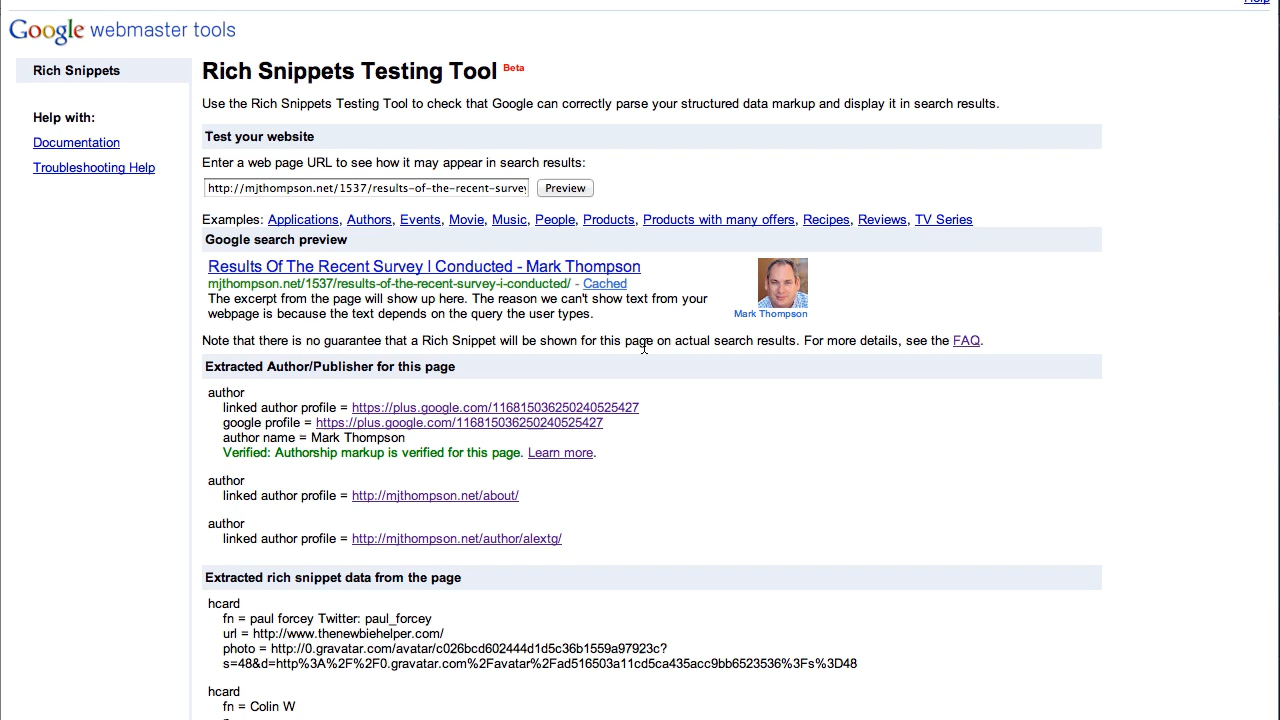 Help
Google webmaster tools
Rich Snippets
Help with:
Documentation
Troubleshooting Help
Rich Snippets Testing Tool Beta
Use the Rich Snippets Testing Tool to check that Google can correctly parse your structured data markup and display it in search results.
Test your website
Enter a web page URL to see how it may appear in search results:
http://mjthompson.net/1537/results-of-the-recent-survey Preview
Examples: Applications, Authors, Events, Movie, Music, People, Products, Products with many offers, Recipes, Reviews, TV Series
Google search preview
Results Of The Recent Survey I Conducted - Mark Thompson
mjthompson.net/1537/results-of-the-recent-survey-i-conducted/ - Cached
The excerpt from the page will show up here. The reason we can't show text from your
webpage is because the text depends on the query the user types.
Mark Thompson
Note that there is no guarantee that a Rich Snippet will be shown for this page on actual search results. For more details, see the FAQ.
Extracted Author/Publisher for this page
author
linked author profile = https://plus.google.com/116815036250240525427
google profile = https://plus.google.com/116815036250240525427
author name = Mark Thompson
Verified: Authorship markup is verified for this page. Learn more.
author
linked author profile = http://mjthompson.net/about/
author
linked author profile = http://mjthompson.net/author/alextg/
Extracted rich snippet data from the page
hcard
fn = paul forcey Twitter: paul_forcey
url = http://www.thenewbiehelper.com/
photo = http://0.gravatar.com/avatar/c026bcd602444d1d5c36b1559a97923c?
s=48&d=http%3A%2F%2F0.gravatar.com%2Favatar%2Fad516503a11cd5ca435acc9bb6523536%3Fs%3D48
hcard
fn = Colin W